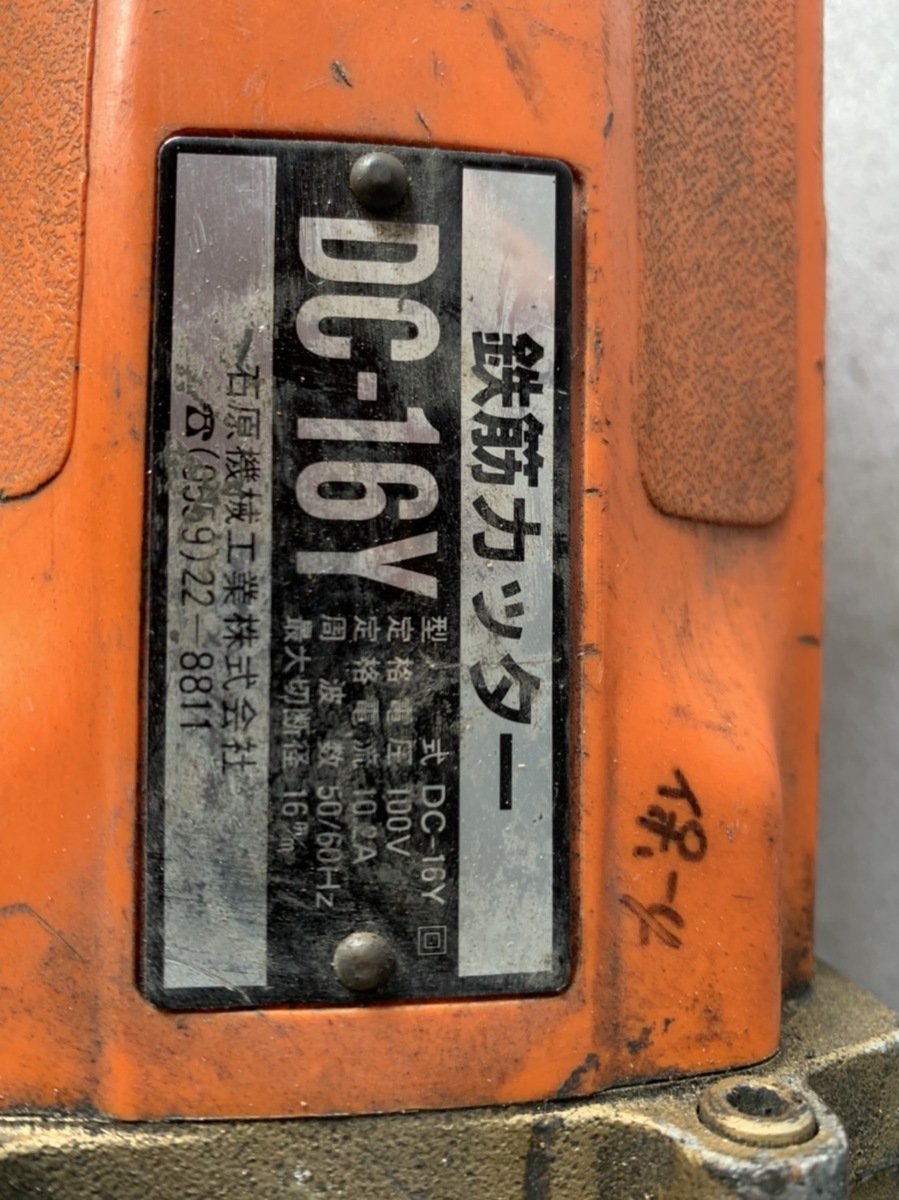 鉄筋カッター
DC-16Y
型式 DC-16Y
定格電圧 100V
定格電流 10.2A
周波数 50/60Hz
最大切断径 16m/m
石原機械工業株式会社
☎(0559)22-8811